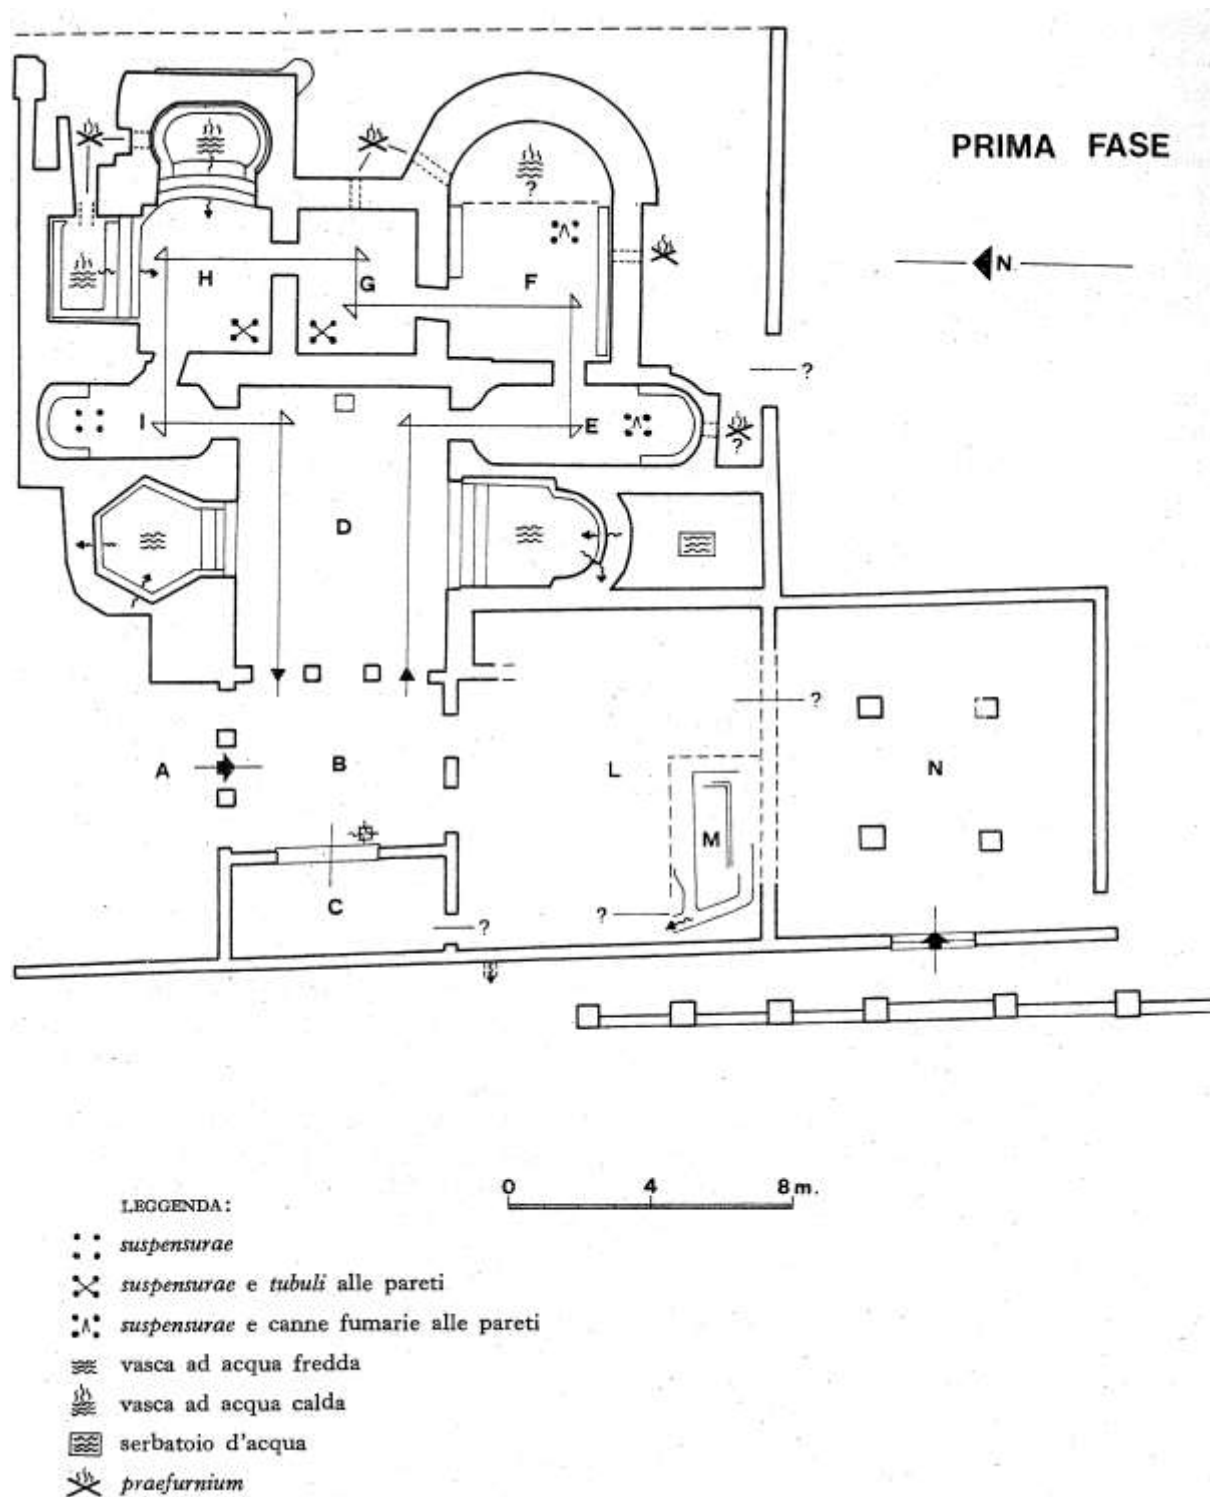 PRIMA FASE
N
H
G
F
I
E
?
?
?
D
A
B
L
?
N
M
C
?
?
LEGGENDA:
0 4 8 m.
suspensurae
suspensurae e tubuli alle pareti
suspensurae e canne fumarie alle pareti
vasca ad acqua fredda
vasca ad acqua calda
serbatoio d'acqua
praefurnium